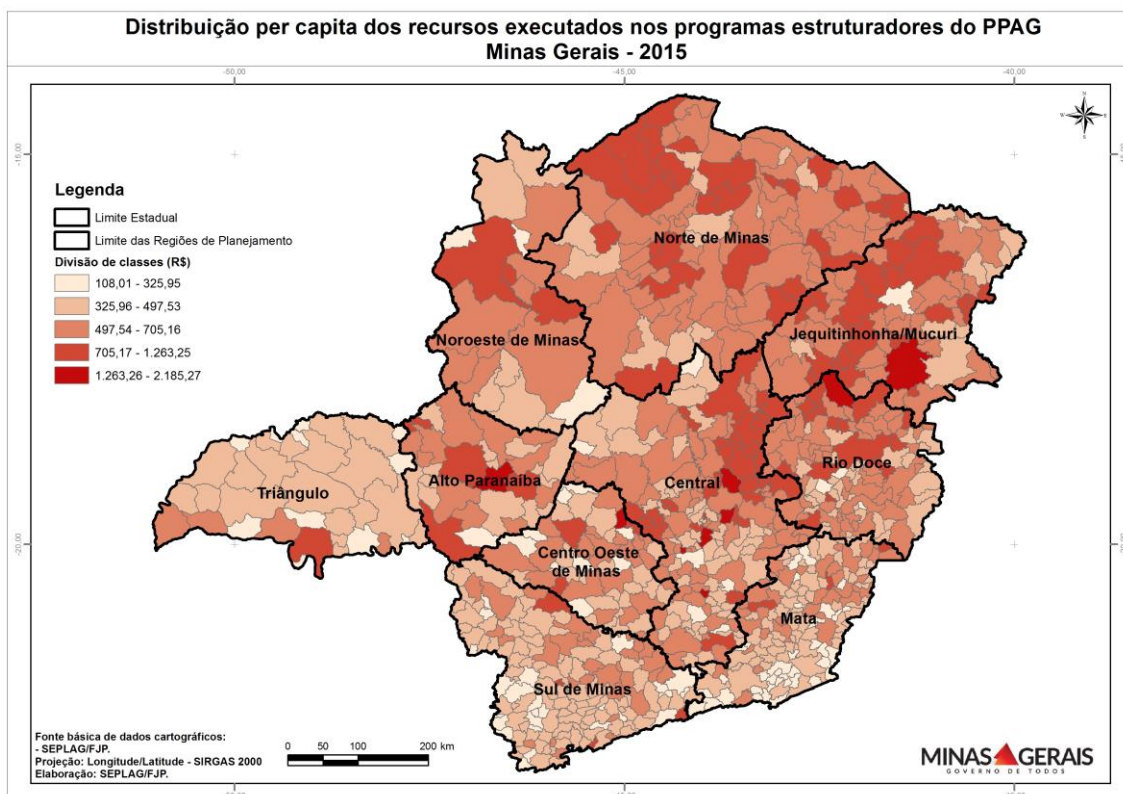 Distribuição per capita dos recursos executados nos programas estruturadores do PPAG
Minas Gerais - 2015
-50,00
-45,00
-40,00
-15,00
Legenda
Limite Estadual
Limite das Regiões de Planejamento
Divisão de classes (R$)
108,01 - 325,95
325,96 - 497,53
497,54 - 705,16
705,17 - 1.263,25
1.263,26 - 2.185,27
Norte de Minas
Noroeste de Minas
Jequitinhonha/Mucuri
Triângulo
Alto Paranaíba
Central
Rio Doce
Centro Oeste
de Minas
Mata
Sul de Minas
-20,00
Fonte básica de dados cartográficos:
- SEPLAG/FJP.
Projeção: Longitude/Latitude - SIRGAS 2000
Elaboração: SEPLAG/FJP.
0 50 100 200 km
MINAS GERAIS
GOVERNO DE TODOS